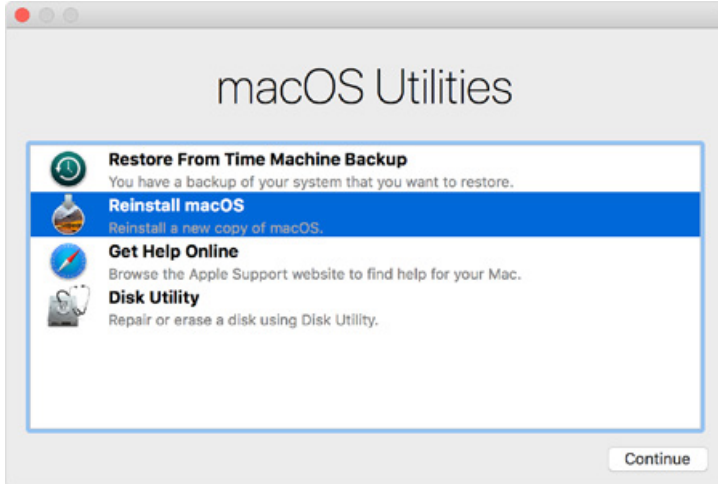 macOS Utilities
Restore From Time Machine Backup
You have a backup of your system that you want to restore.
Reinstall macOS
Reinstall a new copy of macOS.
Get Help Online
Browse the Apple Support website to find help for your Mac.
Disk Utility
Repair or erase a disk using Disk Utility.
Continue